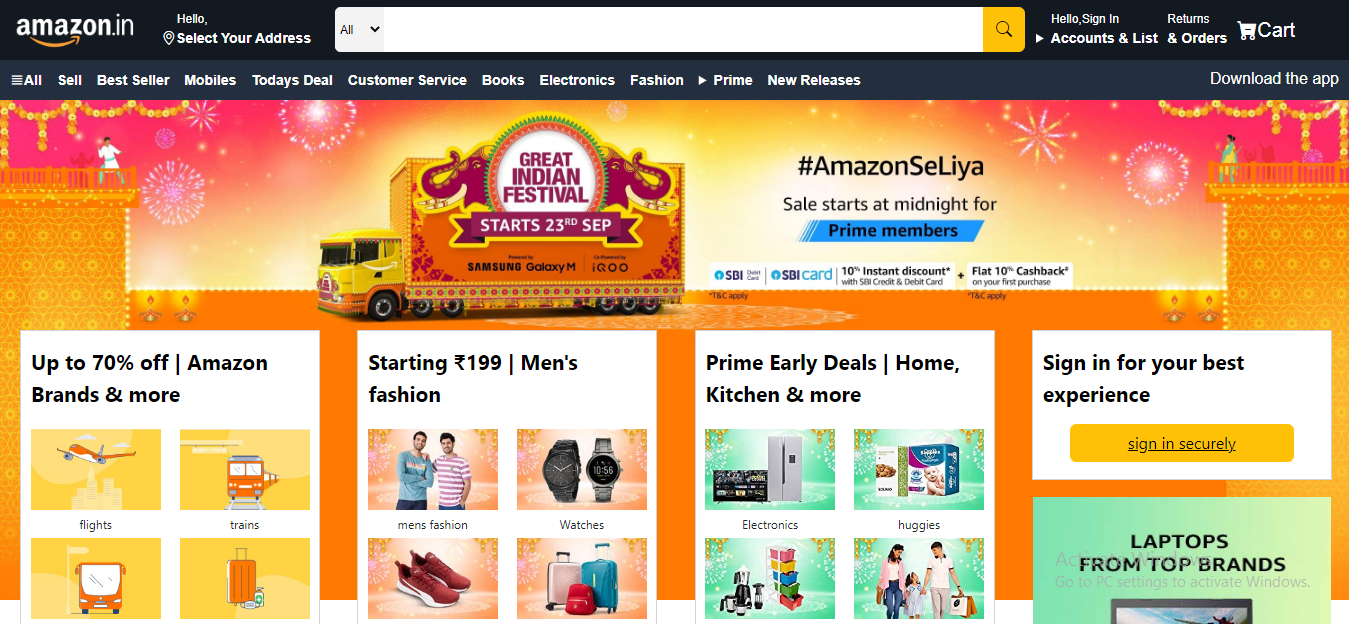 amazon.in
Hello,
Select Your Address
All
Hello,Sign In
Accounts & List
Returns
& Orders
Cart
All Sell Best Seller Mobiles Todays Deal Customer Service Books Electronics Fashion Prime New Releases
Download the app
GREAT
INDIAN
FESTIVAL
STARTS 23RD SEP
Powered by
SAMSUNG Galaxy M
Co-Powered by
iQOO
#AmazonSeLiya
Sale starts at midnight for
Prime members
SBI Debit Card
SBI card
10% Instant discount*
with SBI Credit & Debit Card
+
Flat 10% Cashback#
on your first purchase
*T&C apply
*T&C apply
Up to 70% off | Amazon
Brands & more
flights
trains
Starting ₹199 | Men's
fashion
mens fashion
Watches
10:56
Prime Early Deals | Home,
Kitchen & more
Electronics
huggies
Sign in for your best
experience
sign in securely
LAPTOPS
FROM TOP BRANDS
Activate Windows
Go to PC settings to activate Windows.